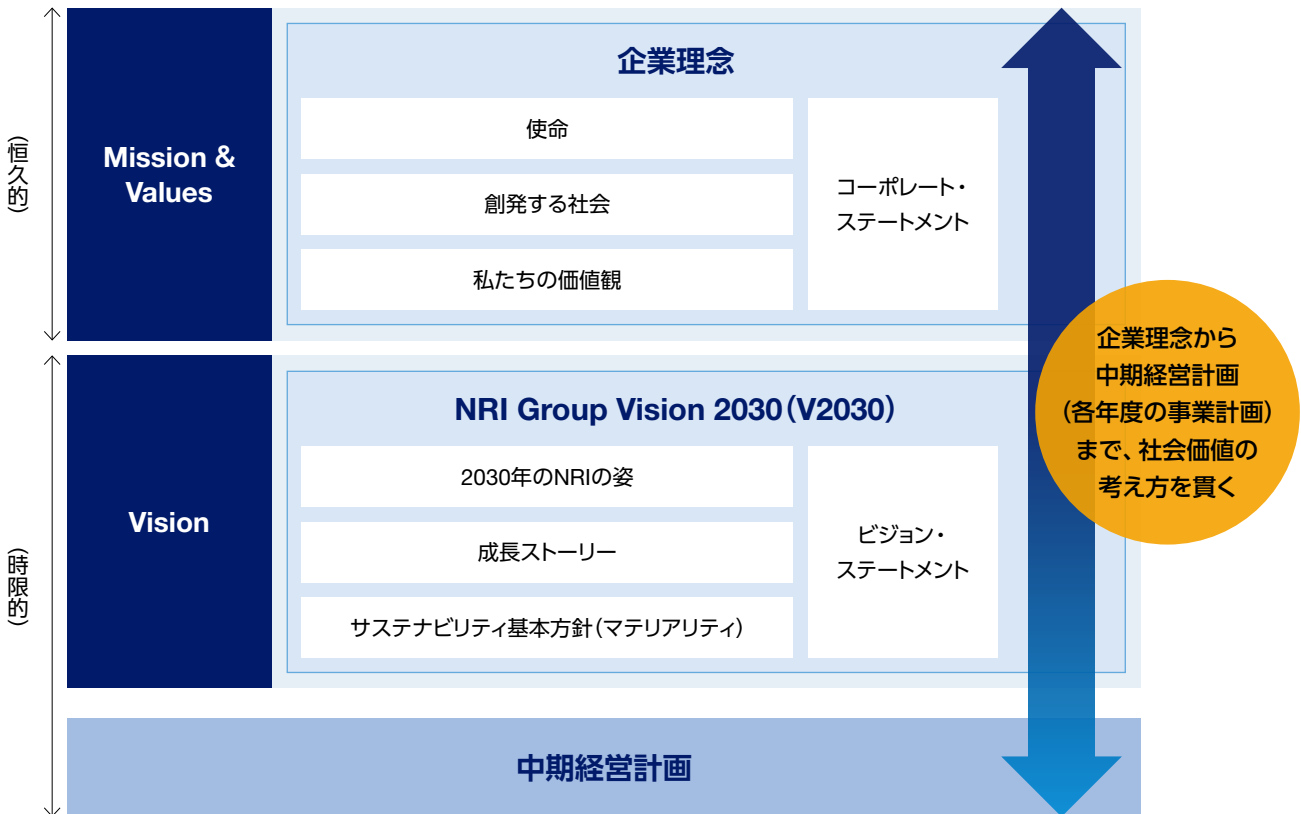 (恒久的)
Mission &
Values
企業理念
使命
創発する社会
私たちの価値観
コーポレート・
ステートメント
(時限的)
Vision
NRI Group Vision 2030(V2030)
2030年のNRIの姿
成長ストーリー
サステナビリティ基本方針(マテリアリティ)
ビジョン・
ステートメント
企業理念から
中期経営計画
(各年度の事業計画)
まで、社会価値の
考え方を貫く
中期経営計画